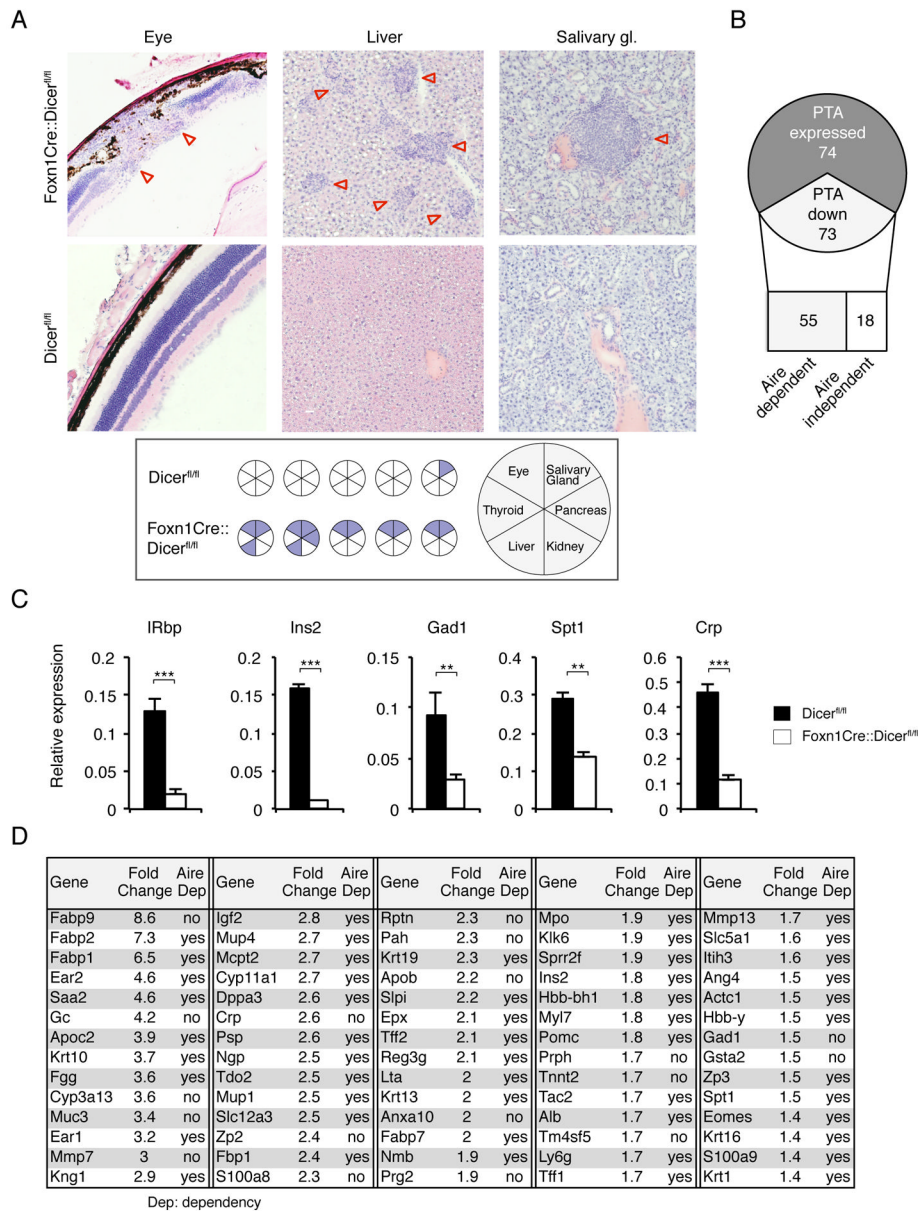 A
Eye
Liver
Salivary gl.
Foxn1Cre::Dicerfl/fl
Dicerfl/fl
B
PTA
expressed
74
PTA
down
73
55
18
Aire
dependent
Aire
independent
Dicerfl/fl
Foxn1Cre::
Dicerfl/fl
Eye
Salivary
Gland
Thyroid
Pancreas
Liver
Kidney
C
Relative expression
IRbp
0.2
0.15
0.1
0.05
0
***
Ins2
0.2
0.15
0.1
0.05
0
***
Gad1
0.15
0.1
0.05
0
**
Spt1
0.4
0.3
0.2
0.1
0
**
Crp
0.6
0.5
0.4
0.3
0.2
0.1
0
***
Dicerfl/fl
Foxn1Cre::Dicerfl/fl
D
Gene Fold Change Aire Dep Gene Fold Change Aire Dep Gene Fold Change Aire Dep Gene Fold Change Aire Dep Gene Fold Change Aire Dep
Fabp9 8.6 no Igf2 2.8 yes Rptn 2.3 no Mpo 1.9 yes Mmp13 1.7 yes
Fabp2 7.3 yes Mup4 2.7 yes Pah 2.3 no Klk6 1.9 yes Slc5a1 1.6 yes
Fabp1 6.5 yes Mcpt2 2.7 yes Krt19 2.3 yes Sprr2f 1.9 yes Itih3 1.6 yes
Ear2 4.6 yes Cyp11a1 2.7 yes Apob 2.2 no Ins2 1.8 yes Ang4 1.5 yes
Saa2 4.6 yes Dppa3 2.6 yes Slpi 2.2 yes Hbb-bh1 1.8 yes Actc1 1.5 yes
Gc 4.2 no Crp 2.6 no Epx 2.1 yes Myl7 1.8 yes Hbb-y 1.5 yes
Apoc2 3.9 yes Psp 2.6 yes Tff2 2.1 yes Pomc 1.8 yes Gad1 1.5 no
Krt10 3.7 yes Ngp 2.5 yes Reg3g 2.1 yes Prph 1.7 no Gsta2 1.5 no
Fgg 3.6 yes Tdo2 2.5 yes Lta 2 yes Tnnt2 1.7 no Zp3 1.5 yes
Cyp3a13 3.6 no Mup1 2.5 yes Krt13 2 yes Tac2 1.7 yes Spt1 1.5 yes
Muc3 3.4 no Slc12a3 2.5 yes Anxa10 2 no Alb 1.7 yes Eomes 1.4 yes
Ear1 3.2 yes Zp2 2.4 no Fabp7 2 yes Tm4sf5 1.7 no Krt16 1.4 yes
Mmp7 3 no Fbp1 2.4 yes Nmb 1.9 yes Ly6g 1.7 yes S100a9 1.4 yes
Kng1 2.9 yes S100a8 2.3 no Prg2 1.9 no Tff1 1.7 yes Krt1 1.4 yes
Dep: dependency